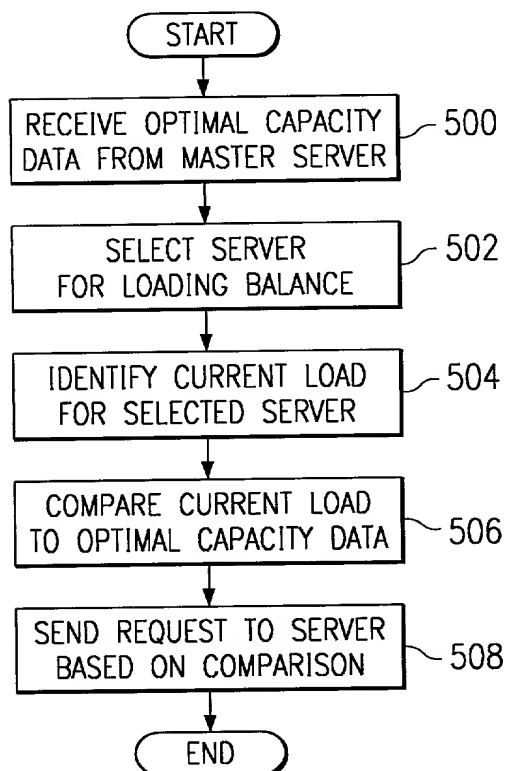 START
RECEIVE OPTIMAL CAPACITY
DATA FROM MASTER SERVER
500
SELECT SERVER
FOR LOADING BALANCE
502
IDENTIFY CURRENT LOAD
FOR SELECTED SERVER
504
COMPARE CURRENT LOAD
TO OPTIMAL CAPACITY DATA
506
SEND REQUEST TO SERVER
BASED ON COMPARISON
508
END